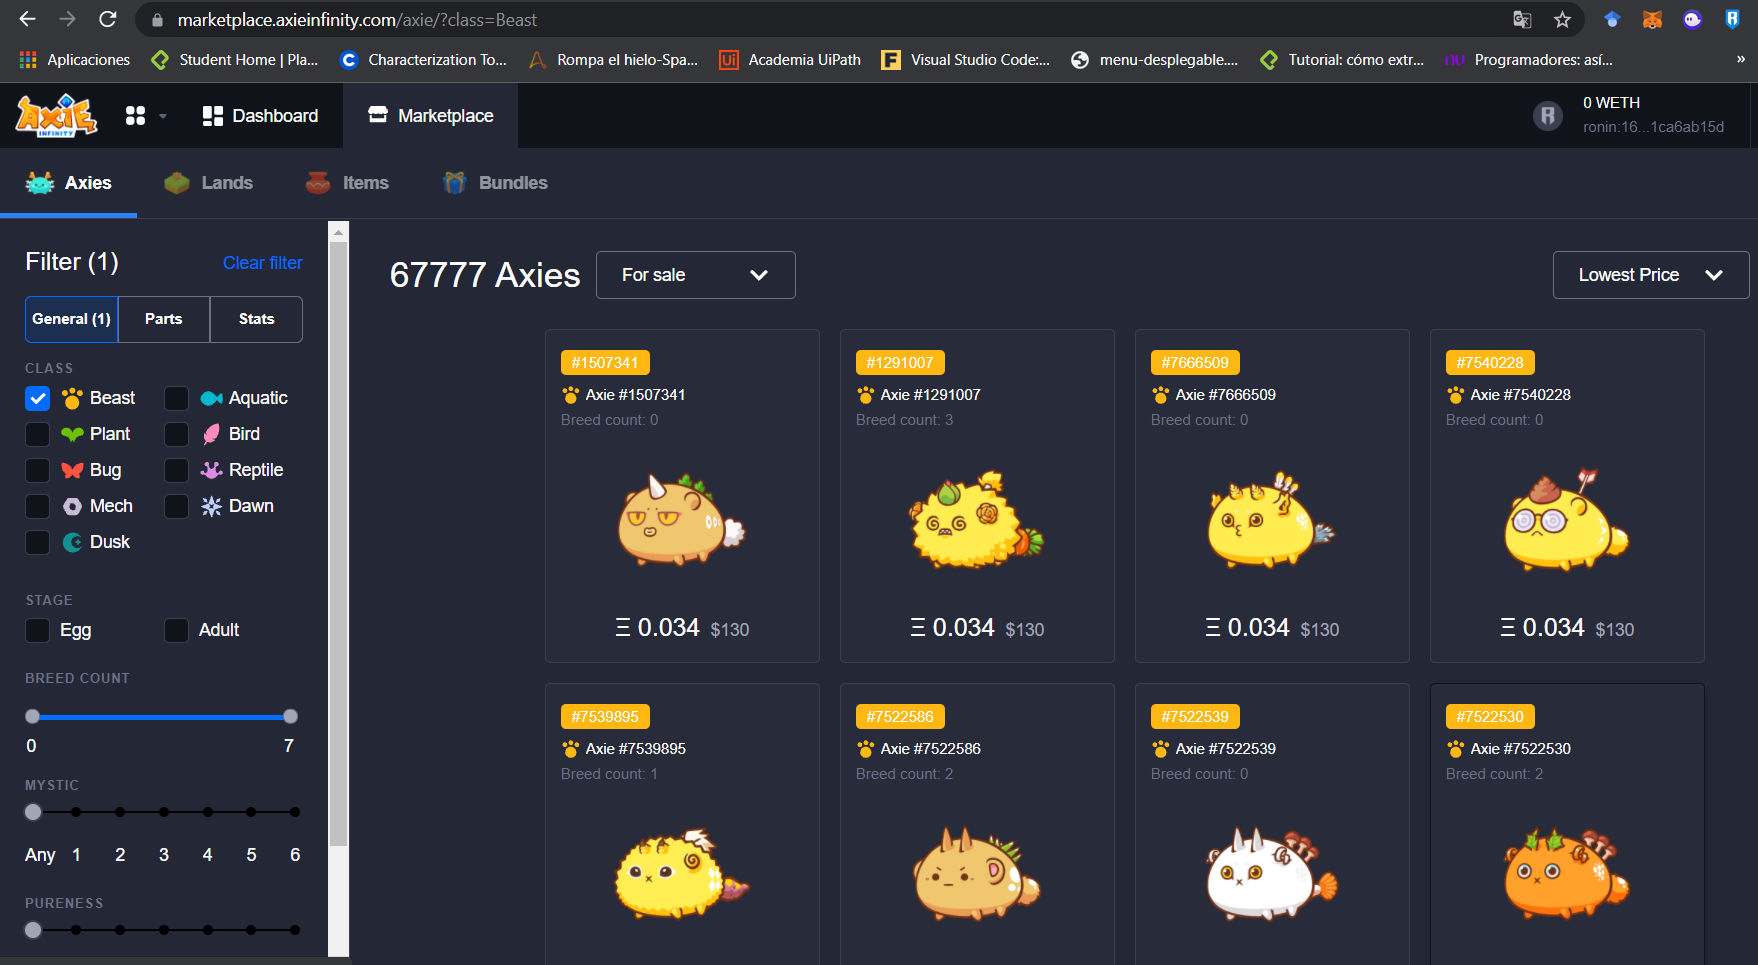 marketplace.axieinfinity.com/axie/?class=Beast
Aplicaciones Student Home | Pla... Characterization To... Rompa el hielo-Spa... Academia UiPath Visual Studio Code:... menu-desplegable.... Tutorial: cómo extr... Programadores: así... »
AXIE INFINITY Dashboard Marketplace
0 WETH
ronin:16...1ca6ab15d
Axies Lands Items Bundles
Filter (1) Clear filter
General (1) Parts Stats
CLASS
Beast Aquatic
Plant Bird
Bug Reptile
Mech Dawn
Dusk
STAGE
Egg Adult
BREED COUNT
0 7
MYSTIC
Any 1 2 3 4 5 6
PURENESS
67777 Axies For sale Lowest Price
#1507341
Axie #1507341
Breed count: 0
Ξ 0.034 $130
#1291007
Axie #1291007
Breed count: 3
Ξ 0.034 $130
#7666509
Axie #7666509
Breed count: 0
Ξ 0.034 $130
#7540228
Axie #7540228
Breed count: 0
Ξ 0.034 $130
#7539895
Axie #7539895
Breed count: 1
#7522586
Axie #7522586
Breed count: 2
#7522539
Axie #7522539
Breed count: 0
#7522530
Axie #7522530
Breed count: 2